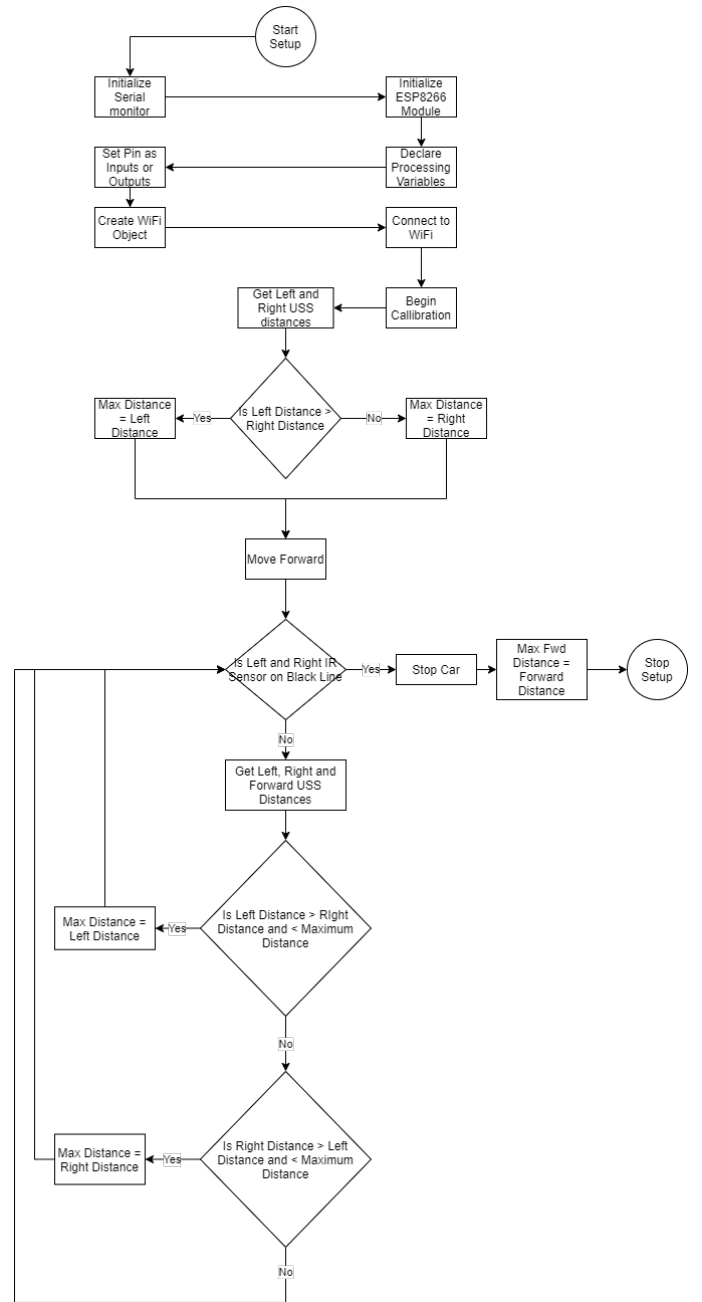 Start
Setup
Initialize
Serial
monitor
Initialize
ESP8266
Module
Set Pin as
Inputs or
Outputs
Declare
Processing
Variables
Create WiFi
Object
Connect to
WiFi
Get Left and
Right USS
distances
Begin
Callibration
Max Distance
= Left
Distance
Yes
Is Left Distance >
Right Distance
No
Max Distance
= Right
Distance
Move Forward
Is Left and Right IR
Sensor on Black Line
Yes
Stop Car
Max Fwd
Distance =
Forward
Distance
Stop
Setup
No
Get Left, Right and
Forward USS
Distances
Max Distance =
Left Distance
Yes
Is Left Distance > RIght
Distance and < Maximum
Distance
No
Max Distance =
Right Distance
Yes
Is Right Distance > Left
Distance and < Maximum
Distance
No